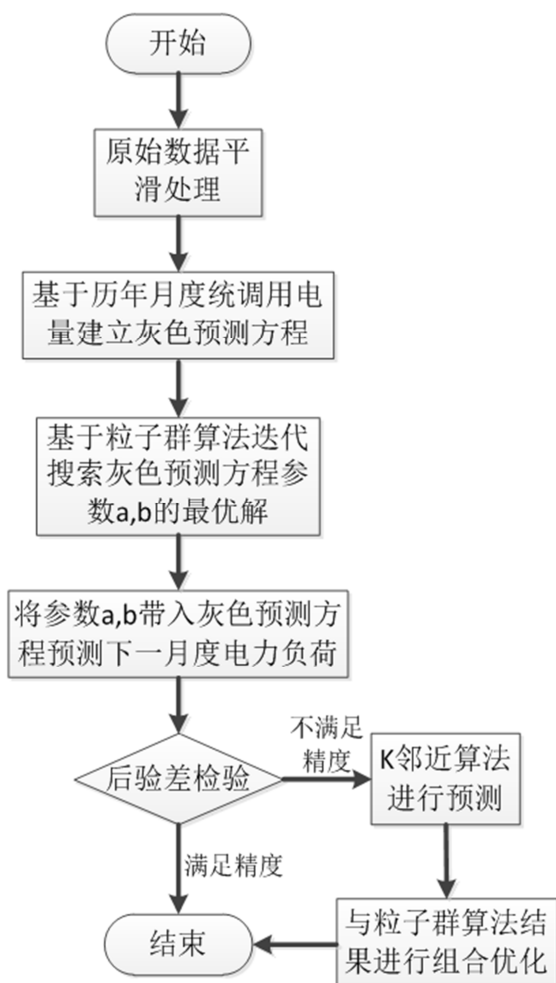 开始
原始数据平
滑处理
基于历年月度统调用电
量建立灰色预测方程
基于粒子群算法迭代
搜索灰色预测方程参
数a,b的最优解
将参数a,b带入灰色预测方
程预测下一月度电力负荷
后验差检验
不满足
精度
K邻近算法
进行预测
满足精度
与粒子群算法结
果进行组合优化
结束